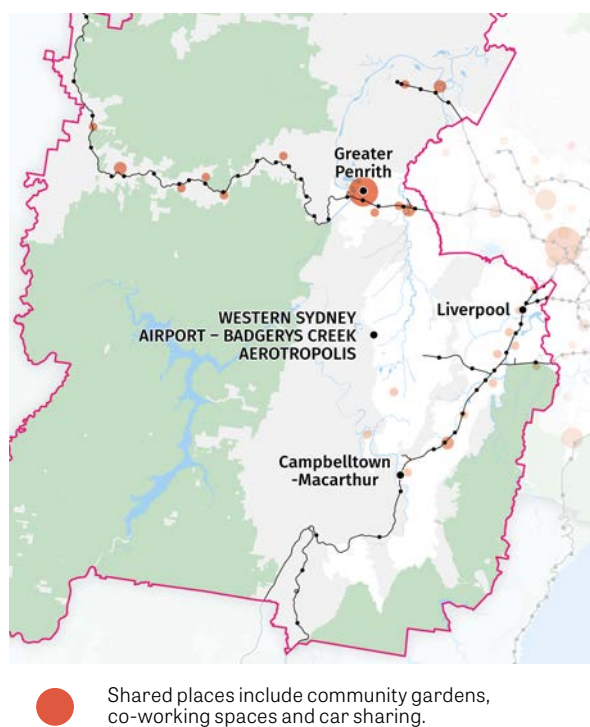 Greater
Penrith
Liverpool
WESTERN SYDNEY
AIRPORT – BADGERYS CREEK
AEROTROPOLIS
Campbelltown
-Macarthur
Shared places include community gardens,
co-working spaces and car sharing.